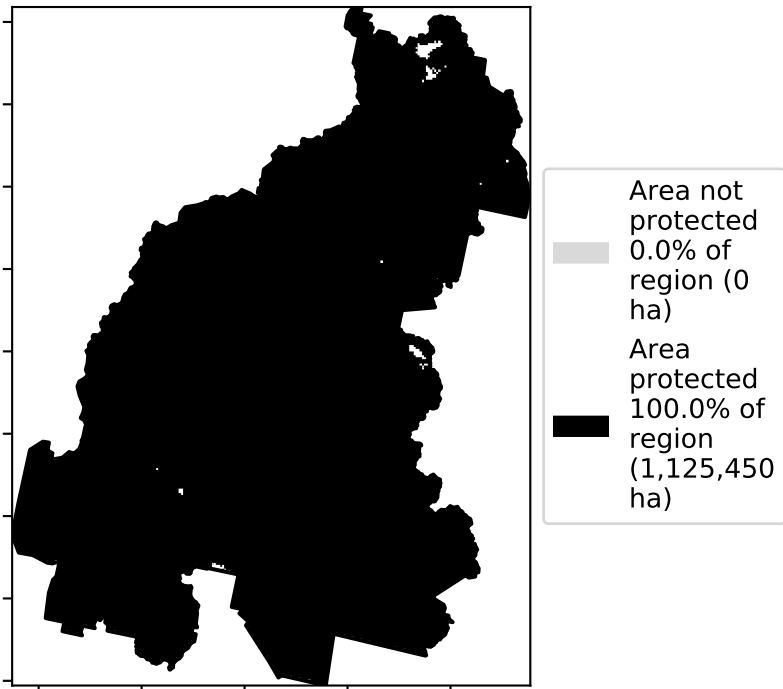 Area not
protected
0.0% of
region (0
ha)
Area
protected
100.0% of
region
(1,125,450
ha)